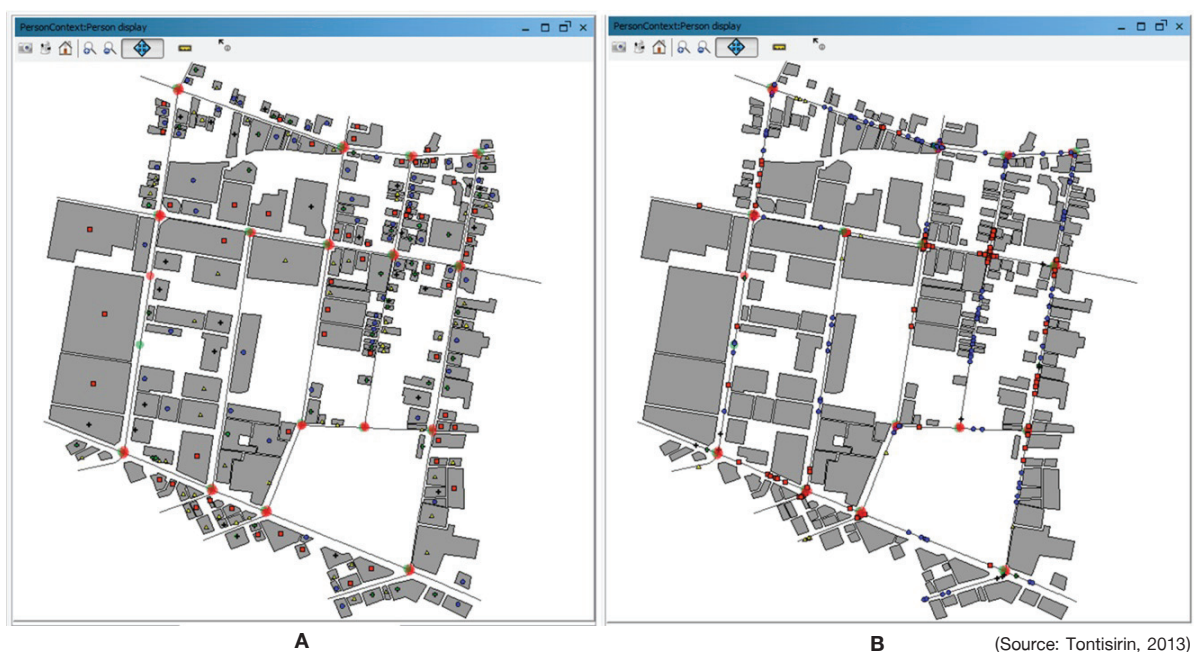 PersonContext:Person display
PersonContext:Person display
A
B
(Source: Tontisirin, 2013)